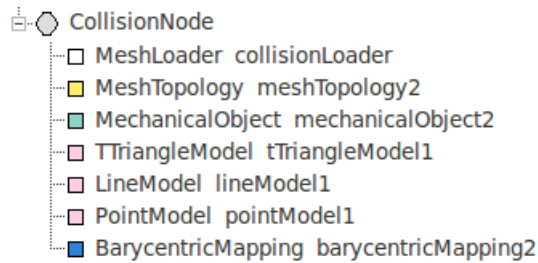 CollisionNode
MeshLoader collisionLoader
MeshTopology meshTopology2
MechanicalObject mechanicalObject2
TTriangleModel tTriangleModel1
LineModel lineModel1
PointModel pointModel1
BarycentricMapping barycentricMapping2